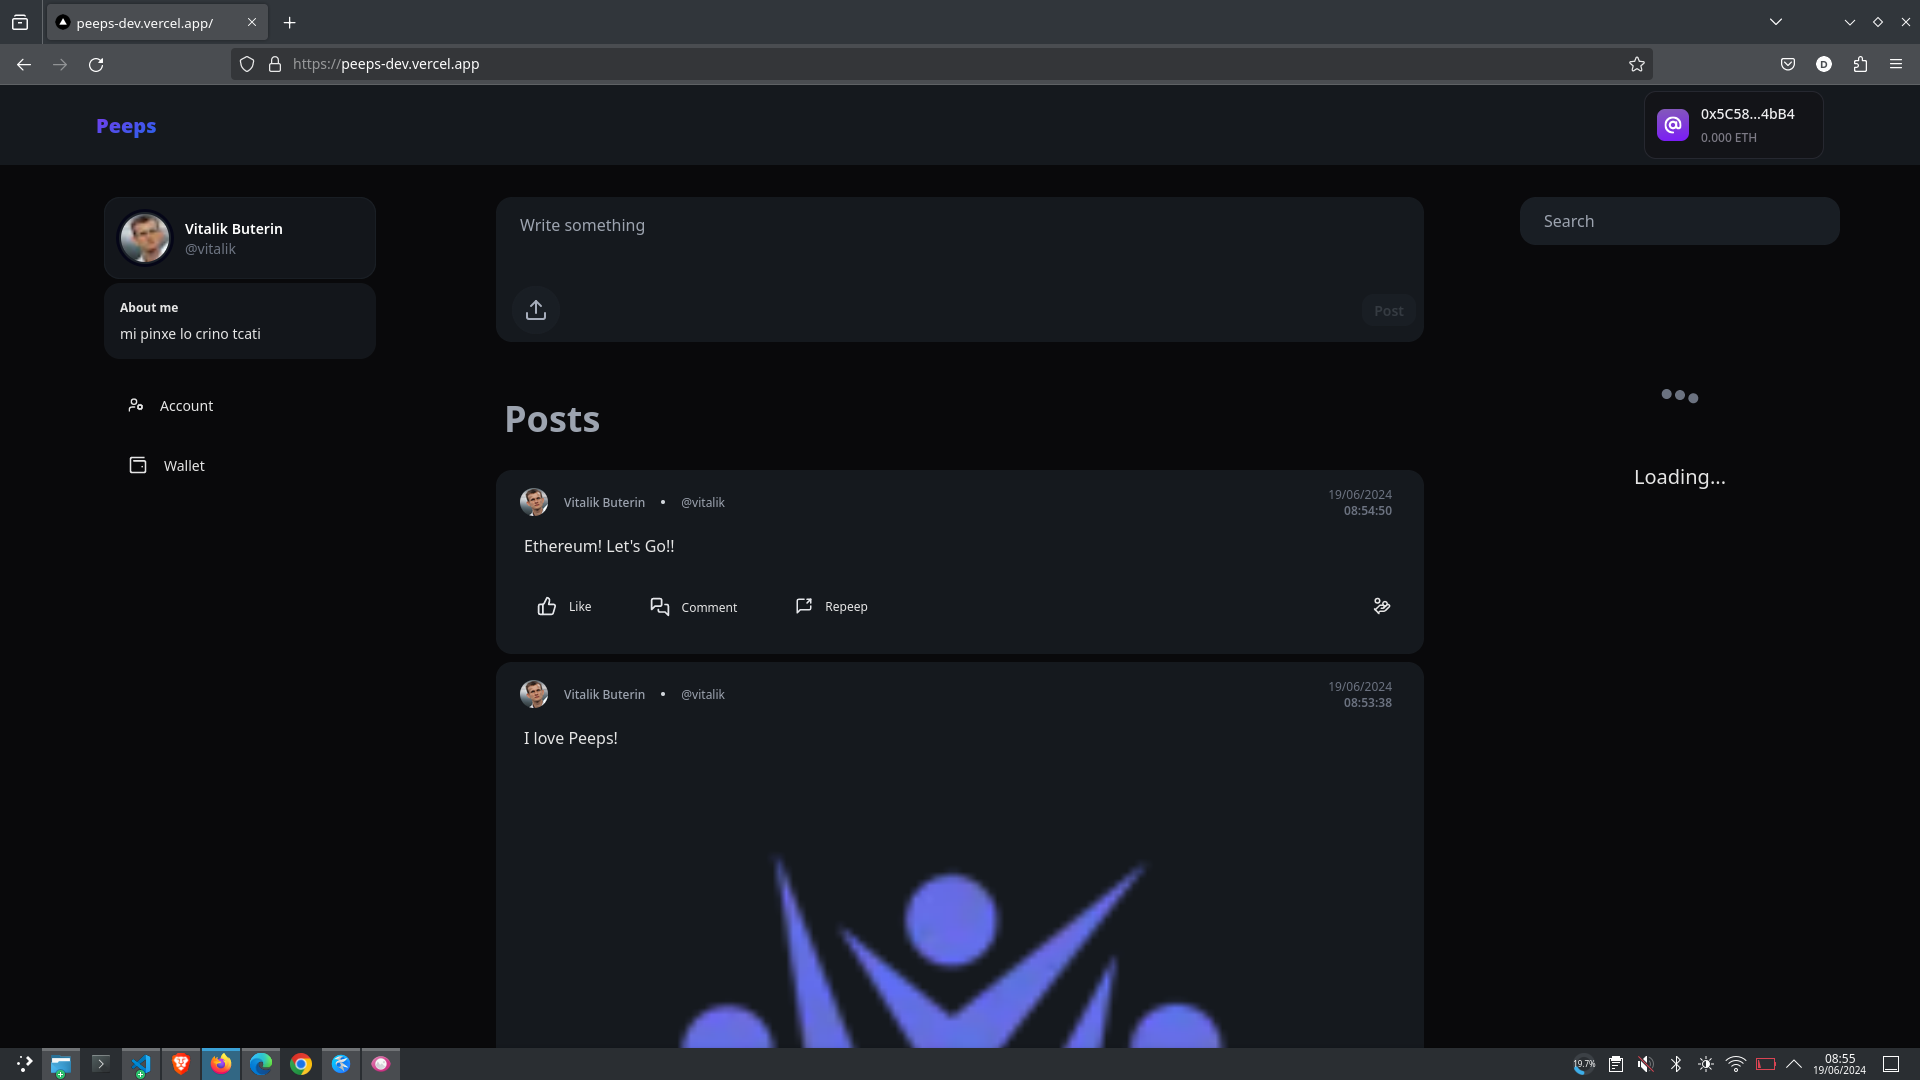 peeps-dev.vercel.app/
https://peeps-dev.vercel.app
Peeps
0x5C58...4bB4
0.000 ETH
Vitalik Buterin
@vitalik
About me
mi pinxe lo crino tcati
Account
Wallet
Write something
Post
Search
Loading...
Posts
Vitalik Buterin • @vitalik
19/06/2024
08:54:50
Ethereum! Let's Go!!
Like
Comment
Repeep
Vitalik Buterin • @vitalik
19/06/2024
08:53:38
I love Peeps!
19.7%
08:55
19/06/2024